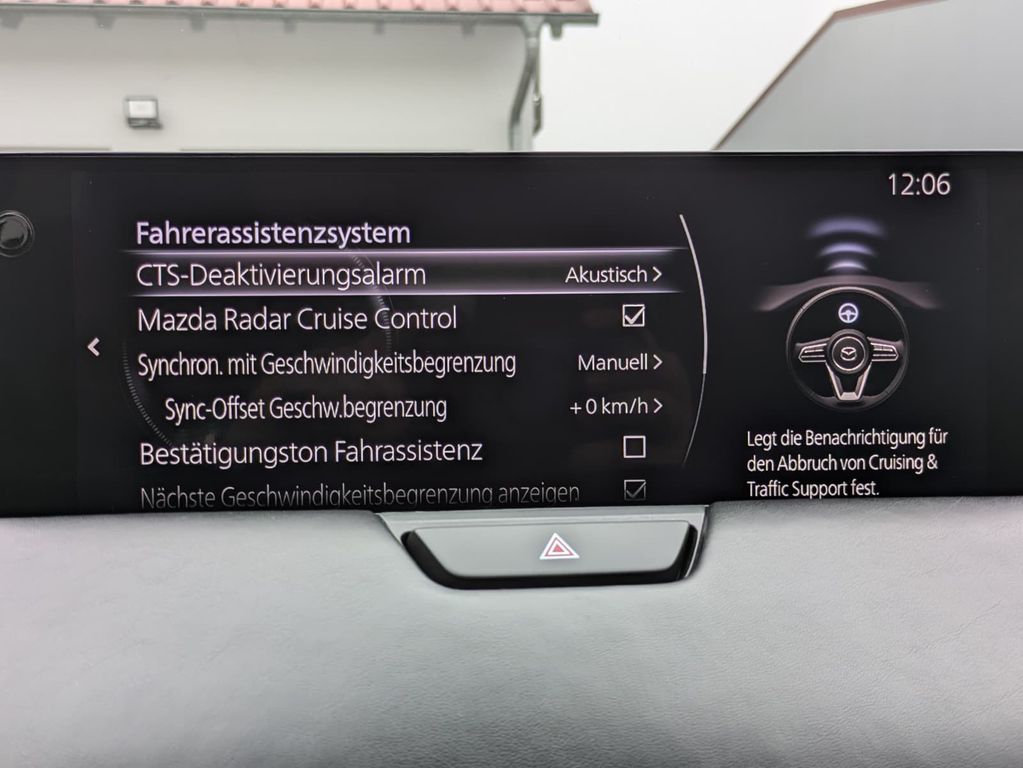 12:06
Fahrerassistenzsystem
CTS-Deaktivierungsalarm Akustisch
Mazda Radar Cruise Control
Synchron. mit Geschwindigkeitsbegrenzung Manuell
Sync-Offset Geschw.begrenzung +0 km/h
Bestätigungston Fahrassistenz
Nächste Geschwindigkeitsbegrenzung anzeigen
Legt die Benachrichtigung für
den Abbruch von Cruising &
Traffic Support fest.